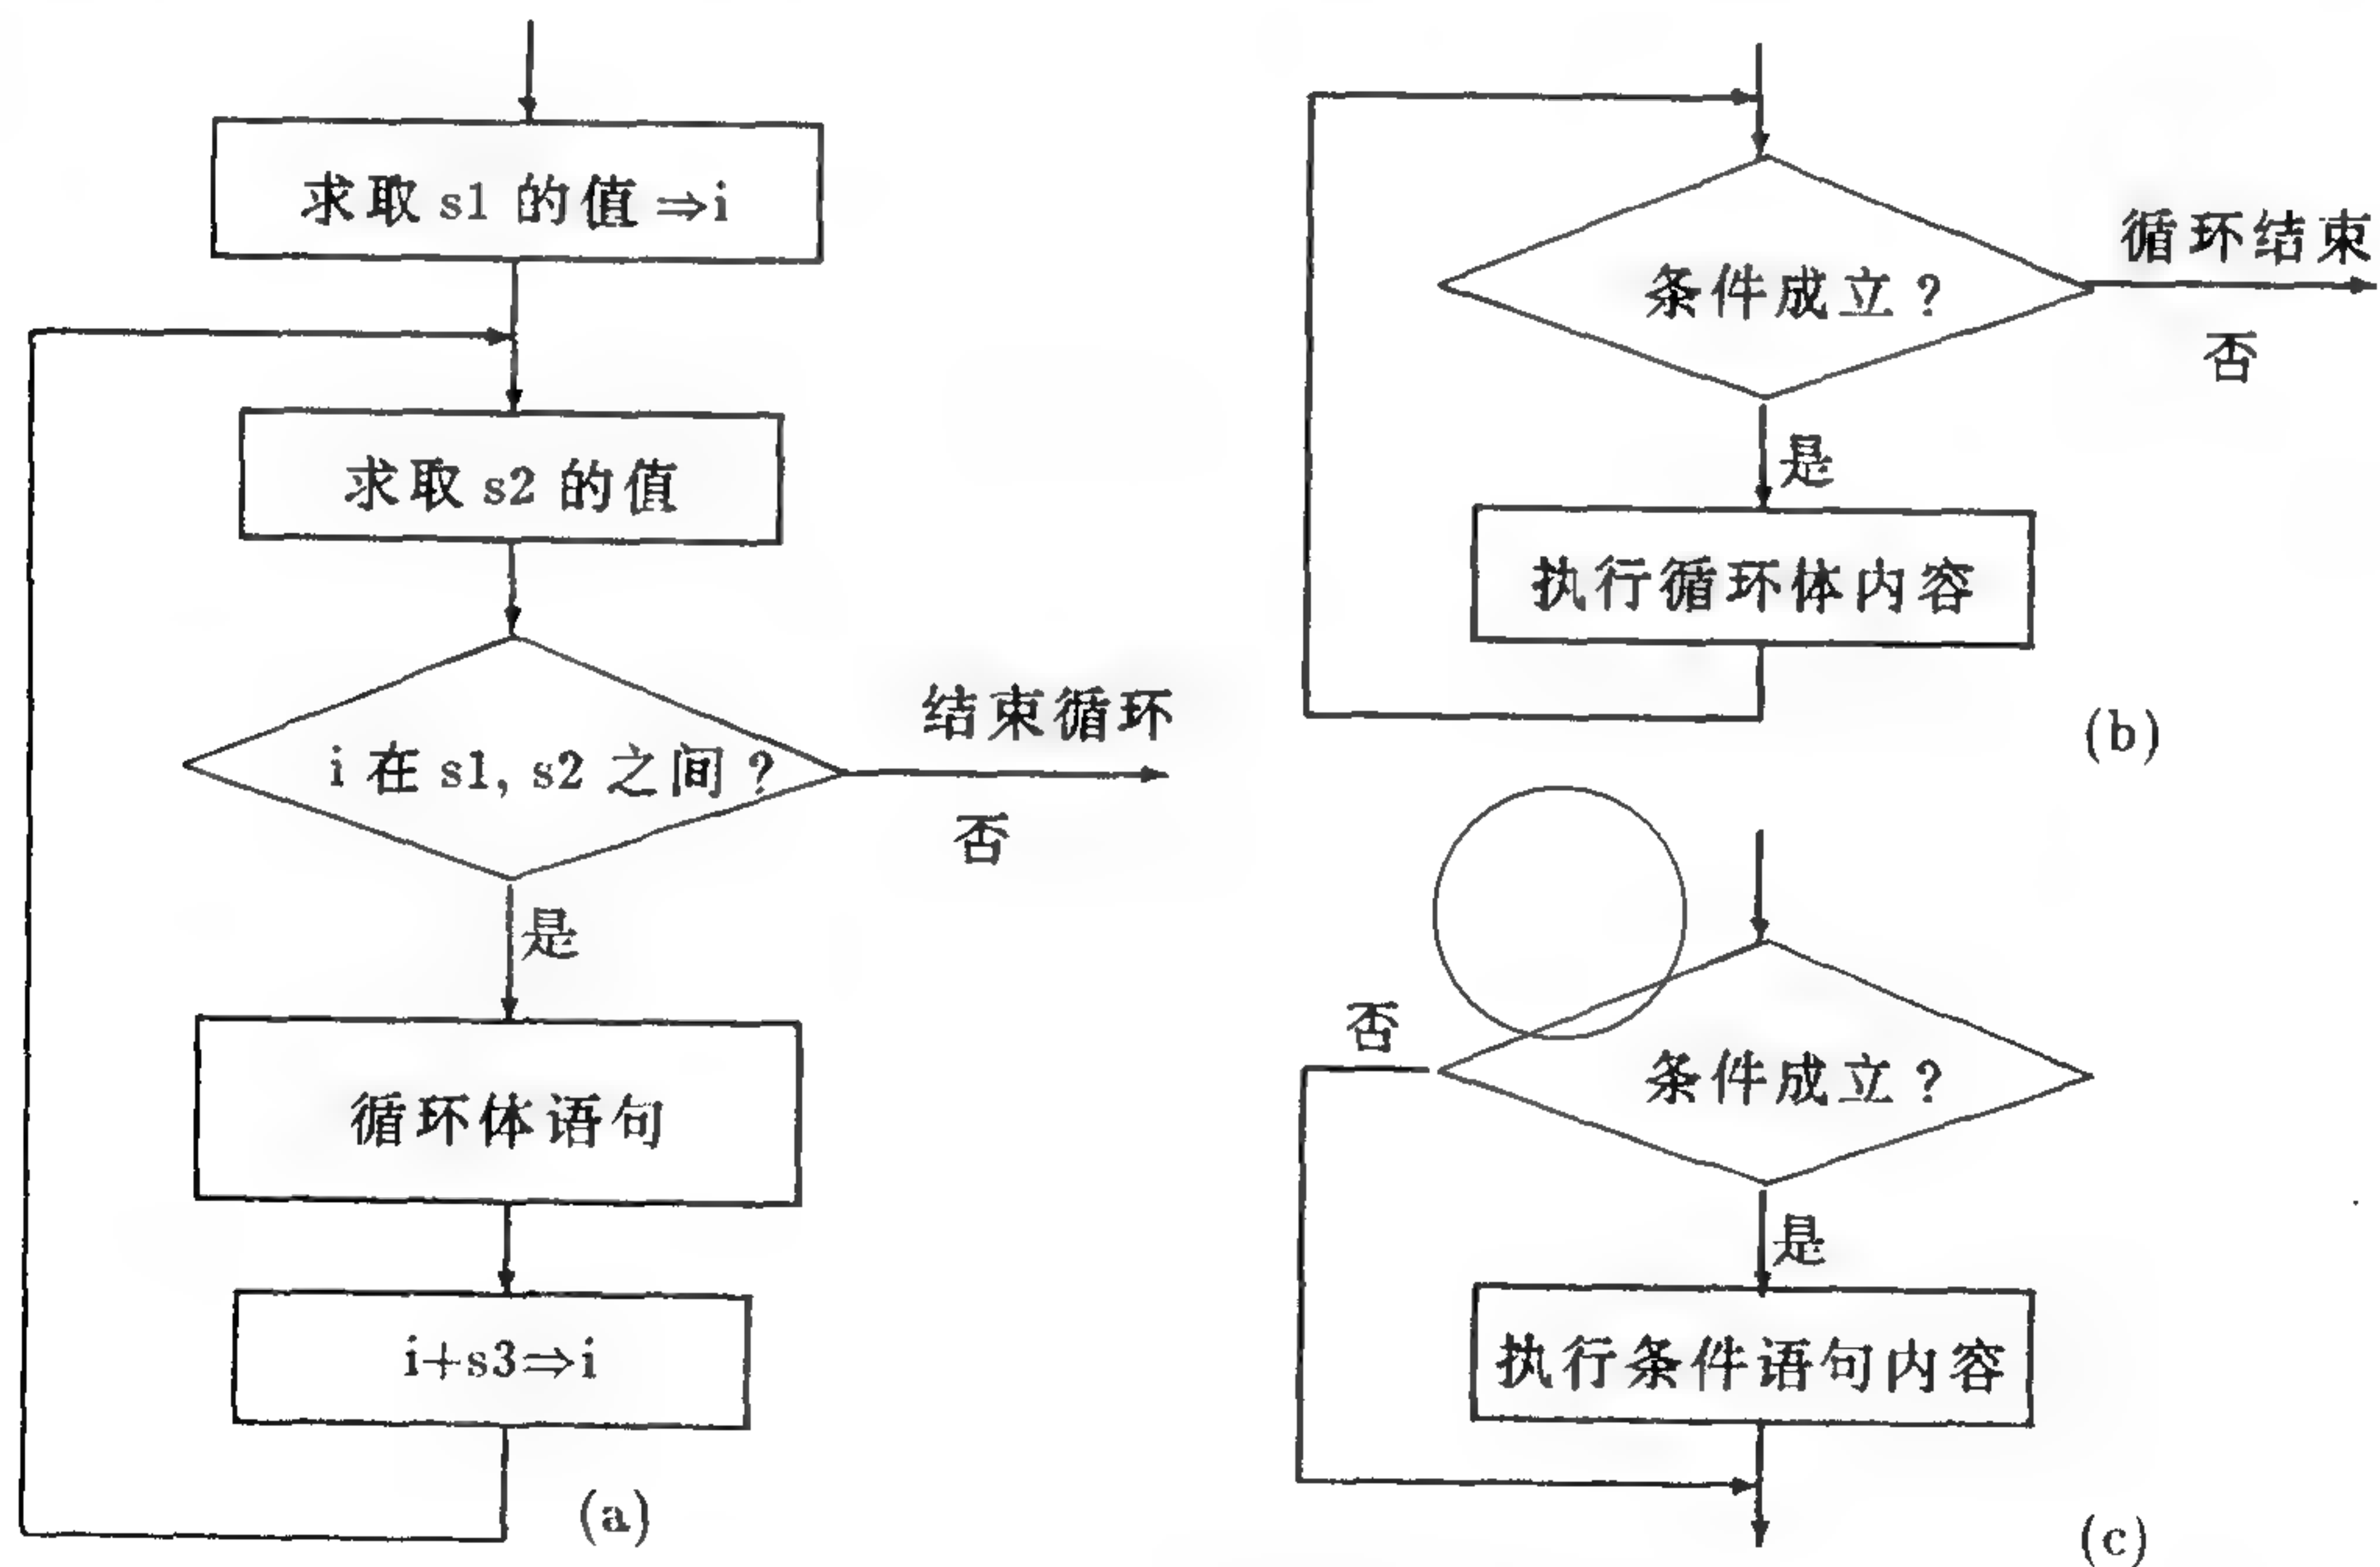 求取 s1 的值 ⇒i
求取 s2 的值
i 在 s1, s2 之间?
结束循环
否
是
循环体语句
i+s3⇒i
(a)
条件成立?
循环结束
否
是
执行循环体内容
(b)
否
条件成立?
是
执行条件语句内容
(c)